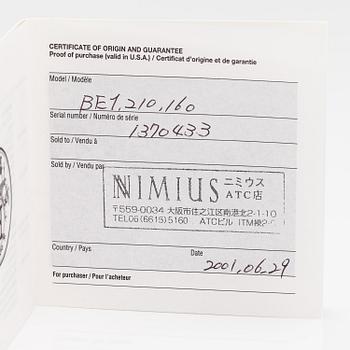 CERTIFICATE OF ORIGIN AND GUARANTEE
Proof of purchase (valid in U.S.A.) / Certificat d'origine et de garantie
Model / Modèle
BE1,210,160
Serial number / Numéro de série
1370433
Sold to / Vendu à
Sold by / Vendu par
NIMIUS ニミウス
ATC店
〒559-0034 大阪市住之江区南港北2-1-10
TEL06(6615)5160 ATCビル ITM棟2-
Country / Pays
Date
2001,06,29
For purchaser / Pour l'acheteur